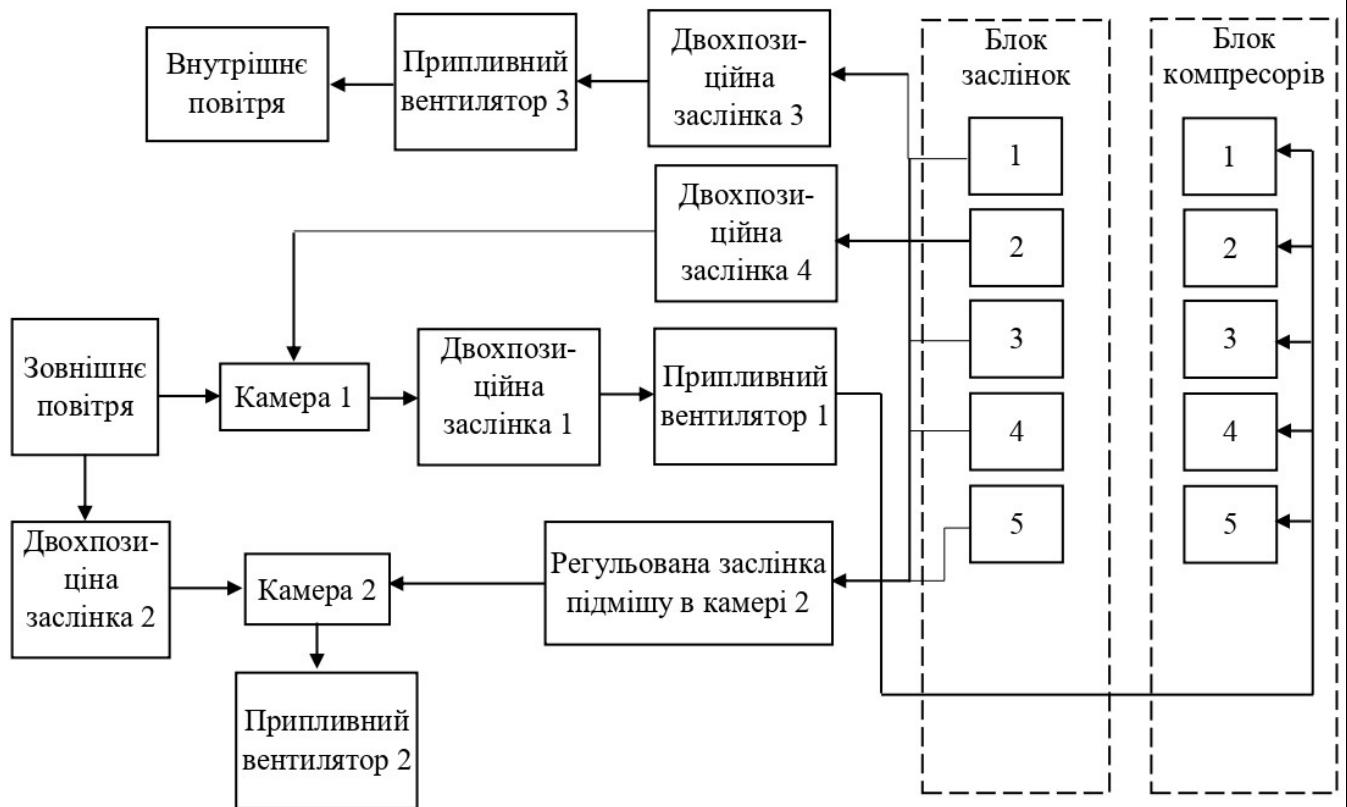 Внутрішнє
повітря
Припливний
вентилятор 3
Двохпози-
ційна
заслінка 3
Блок
заслінок
Блок
компресорів
1
1
Двохпози-
ційна
заслінка 4
2
2
Зовнішнє
повітря
Камера 1
Двохпози-
ційна
заслінка 1
Припливний
вентилятор 1
3
3
4
4
Двохпози-
ціна
заслінка 2
Камера 2
Регульована заслінка
підмішу в камері 2
5
5
Припливний
вентилятор 2